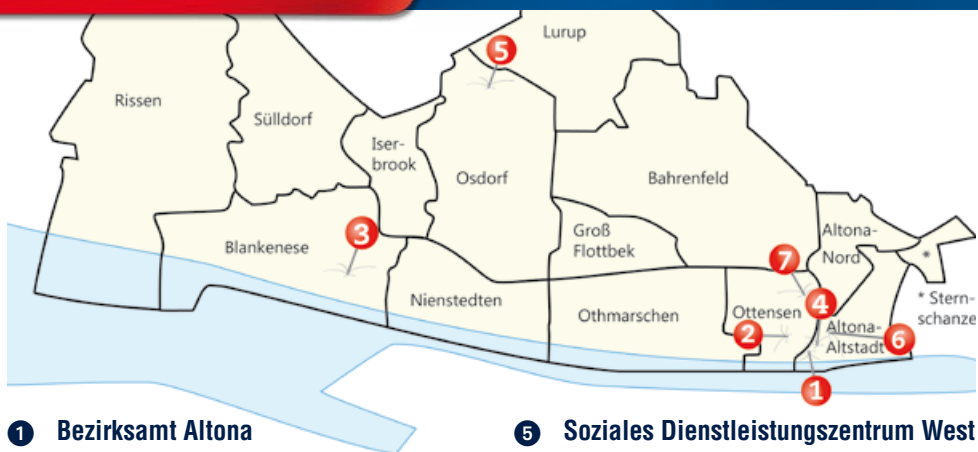 Lurup
5
Rissen
Sülldorf
Iser-
brook
Osdorf
Bahrenfeld
3
Blankenese
Groß
Flottbek
Altona-
Nord
*
7
Nienstedten
Othmarschen
Ottensen
4
* Stern-
schanze
2
Altona-
Altstadt
6
1
1 Bezirksamt Altona
5 Soziales Dienstleistungszentrum West